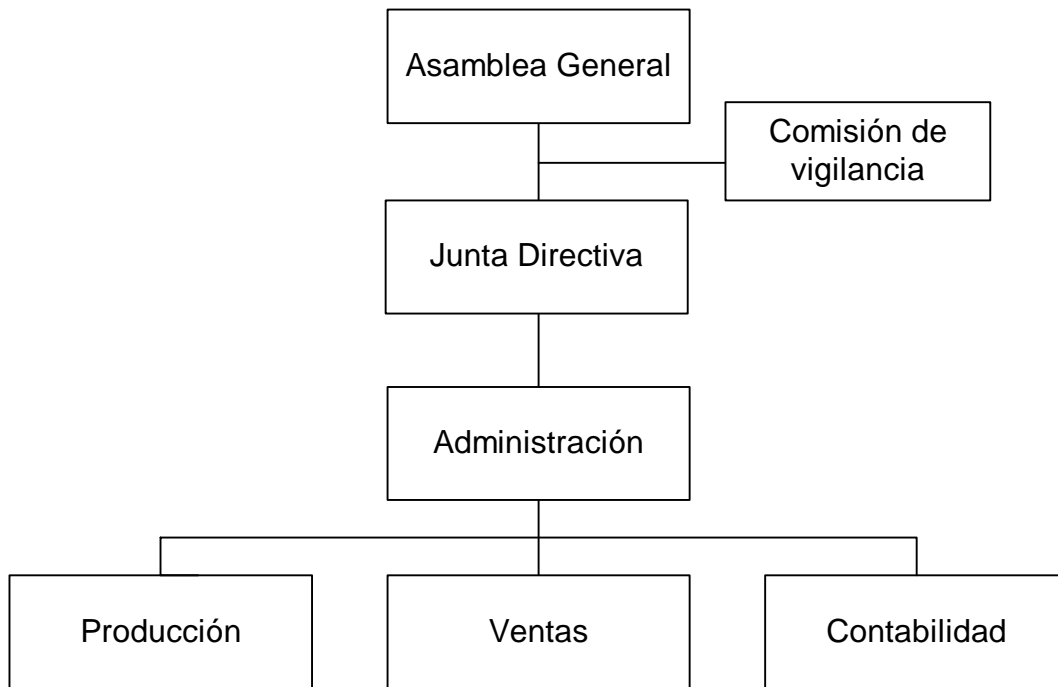 Asamblea General
Comisión de
vigilancia
Junta Directiva
Administración
Producción
Ventas
Contabilidad